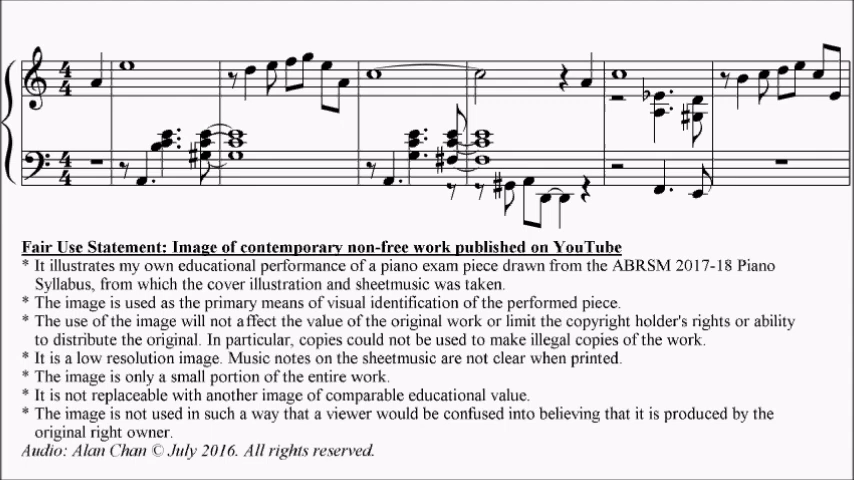 Fair Use Statement: Image of contemporary non-free work published on YouTube
* It illustrates my own educational performance of a piano exam piece drawn from the ABRSM 2017-18 Piano
Syllabus, from which the cover illustration and sheetmusic was taken.
* The image is used as the primary means of visual identification of the performed piece.
* The use of the image will not affect the value of the original work or limit the copyright holder's rights or ability
to distribute the original. In particular, copies could not be used to make illegal copies of the work.
* It is a low resolution image. Music notes on the sheetmusic are not clear when printed.
* The image is only a small portion of the entire work.
* It is not replaceable with another image of comparable educational value.
* The image is not used in such a way that a viewer would be confused into believing that it is produced by the
original right owner.
Audio: Alan Chan © July 2016. All rights reserved.